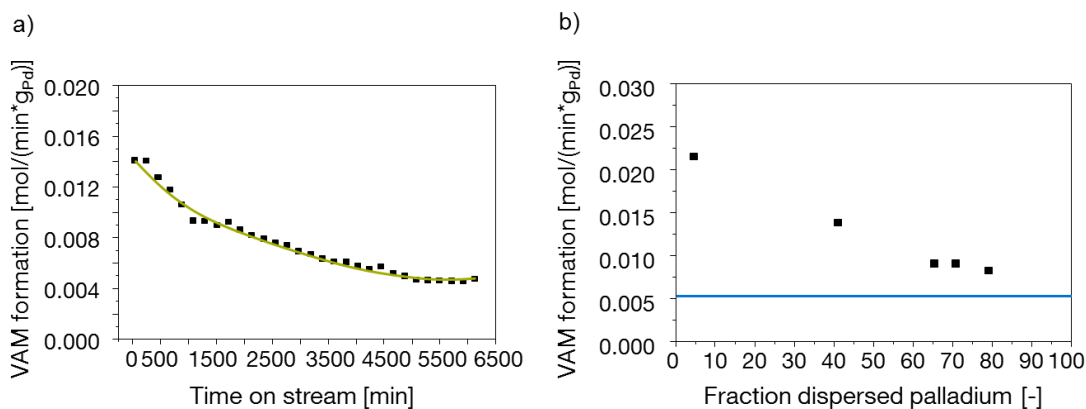 a)
VAM formation [mol/(min*gPd)]
0.020
0.016
0.012
0.008
0.004
0.000
0 500 1500 2500 3500 4500 5500 6500
Time on stream [min]
b)
VAM formation [mol/(min*gPd)]
0.030
0.025
0.020
0.015
0.010
0.005
0.000
0 10 20 30 40 50 60 70 80 90 100
Fraction dispersed palladium [-]